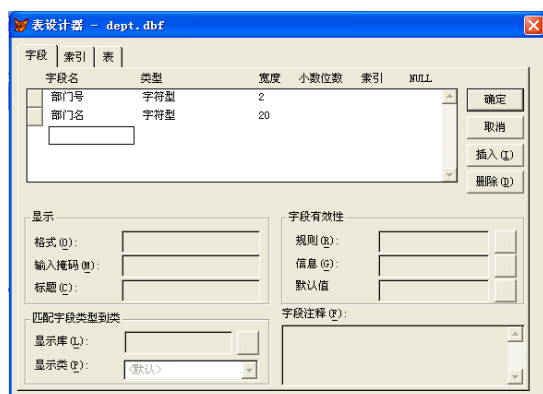 表设计器 - dept.dbf
字段 索引 表
字段名 类型 宽度 小数位数 索引 NULL
部门号 字符型 2
部门名 字符型 20
确定
取消
插入(I)
删除(D)
显示
格式(O):
输入掩码(M):
标题(C):
字段有效性
规则(R):
信息(G):
默认值
匹配字段类型到类
显示库(L):
显示类(P): <默认>
字段注释(F):